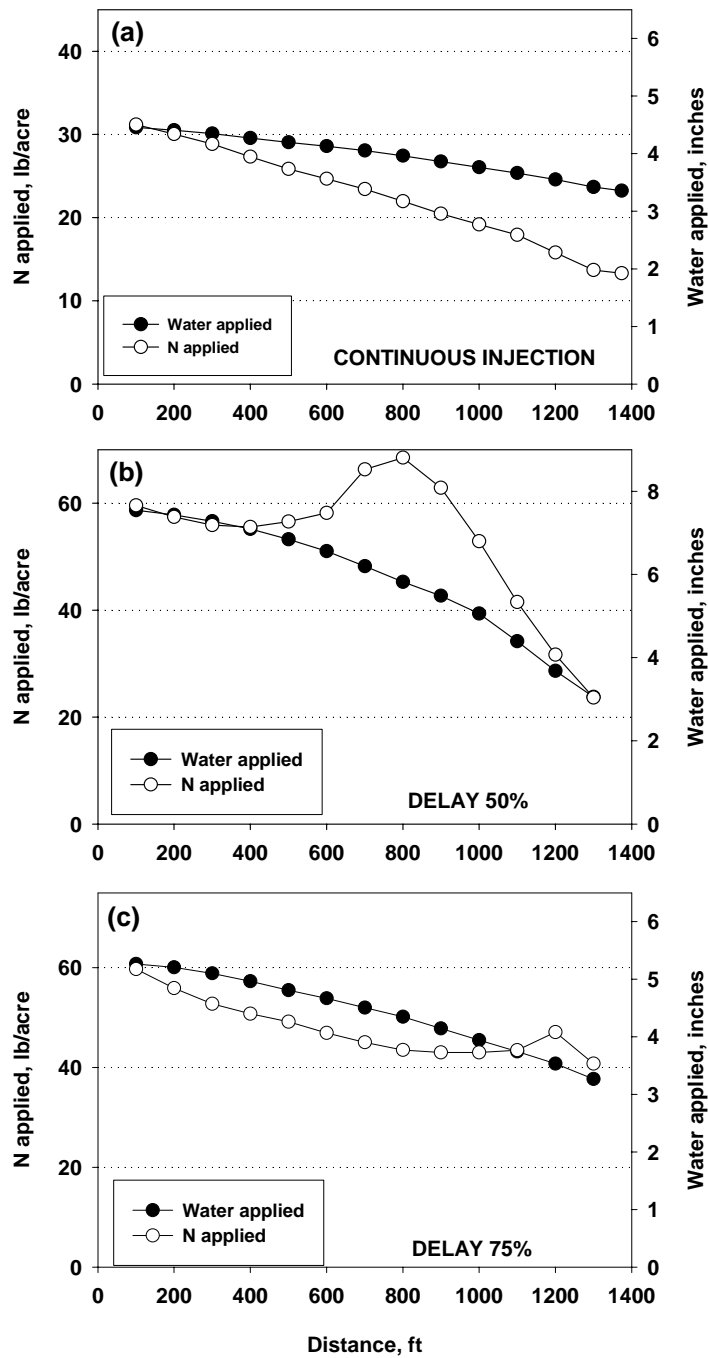 (a)
N applied, lb/acre
40
30
20
10
0
Water applied, inches
6
5
4
3
2
1
0
Water applied
N applied
CONTINUOUS INJECTION
0 200 400 600 800 1000 1200 1400
(b)
N applied, lb/acre
60
40
20
0
Water applied, inches
8
6
4
2
0
Water applied
N applied
DELAY 50%
0 200 400 600 800 1000 1200 1400
(c)
N applied, lb/acre
60
40
20
0
Water applied, inches
6
5
4
3
2
1
0
Water applied
N applied
DELAY 75%
0 200 400 600 800 1000 1200 1400
Distance, ft